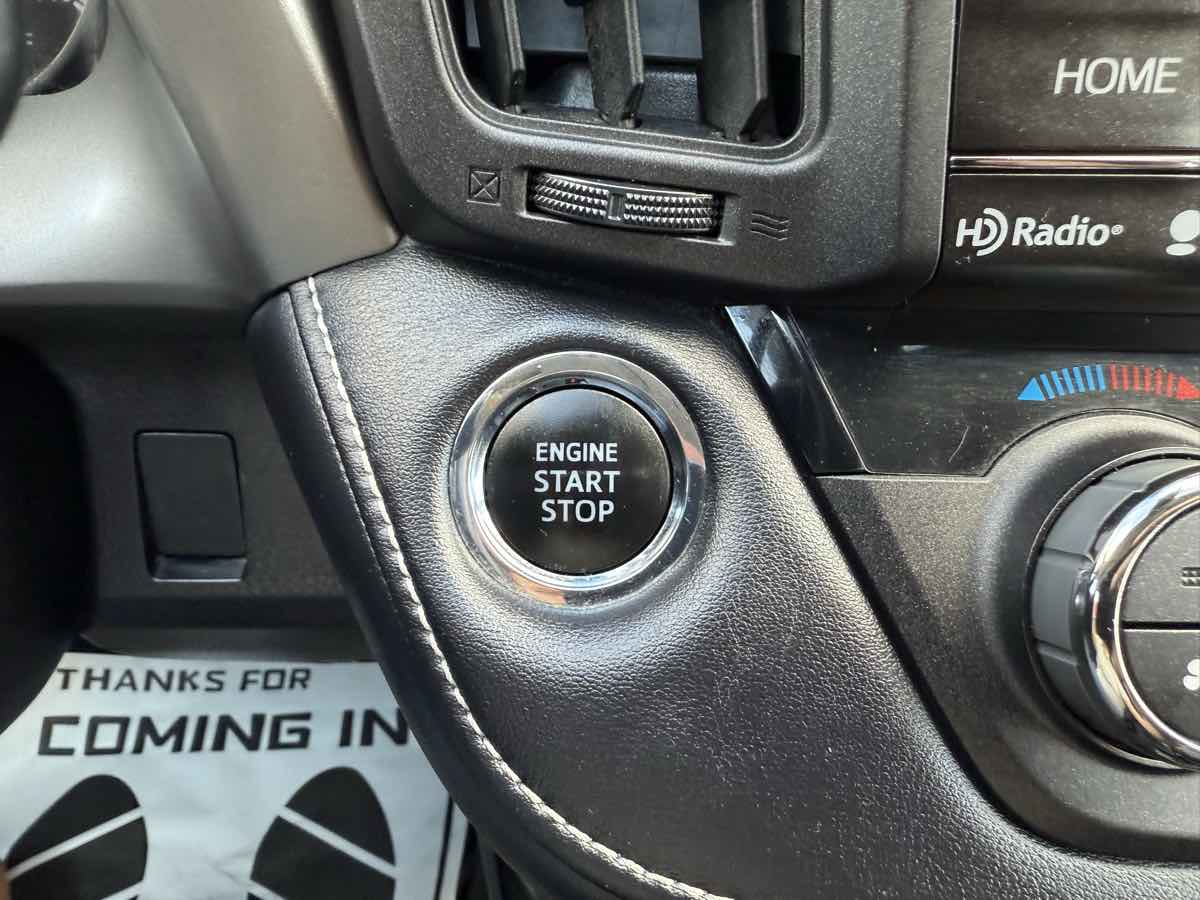 HOME
HD Radio®
ENGINE
START
STOP
THANKS FOR
COMING IN